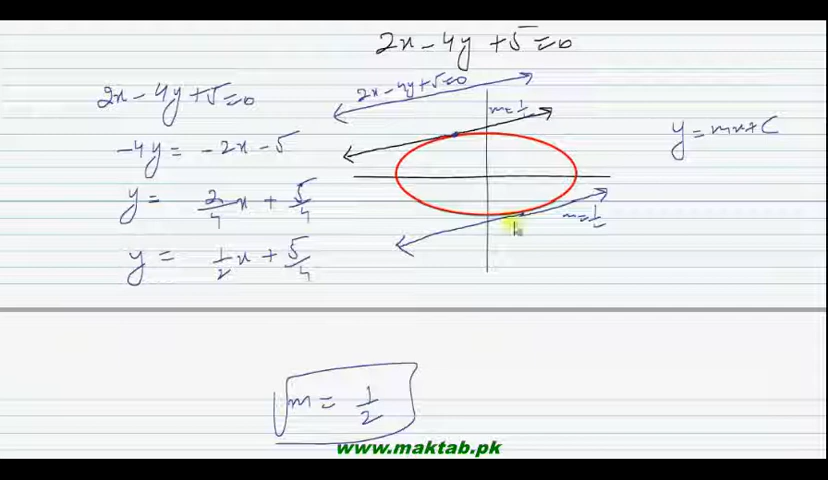 2x - 4y + 5 = 0
2x - 4y + 5 = 0
-4y = -2x - 5
y = 2/4 x + 5/4
y = 1/2 x + 5/4
2x - 4y + 5 = 0
m = 1/2
m = 1/2
y = mx + C
m = 1/2
www.maktab.pk